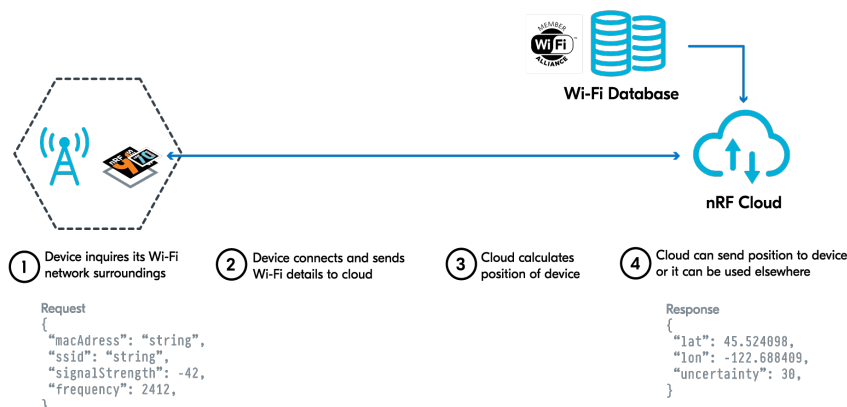 MEMBER
Wi Fi
ALLIANCE
Wi-Fi Database
nRF
70
nRF Cloud
1 Device inquires its Wi-Fi
network surroundings
2 Device connects and sends
Wi-Fi details to cloud
3 Cloud calculates
position of device
4 Cloud can send position to device
or it can be used elsewhere
Request
{
"macAdress": "string",
"ssid": "string",
"signalStrength": -42,
"frequency": 2412,
}
Response
{
"lat": 45.524098,
"lon": -122.688409,
"uncertainty": 30,
}